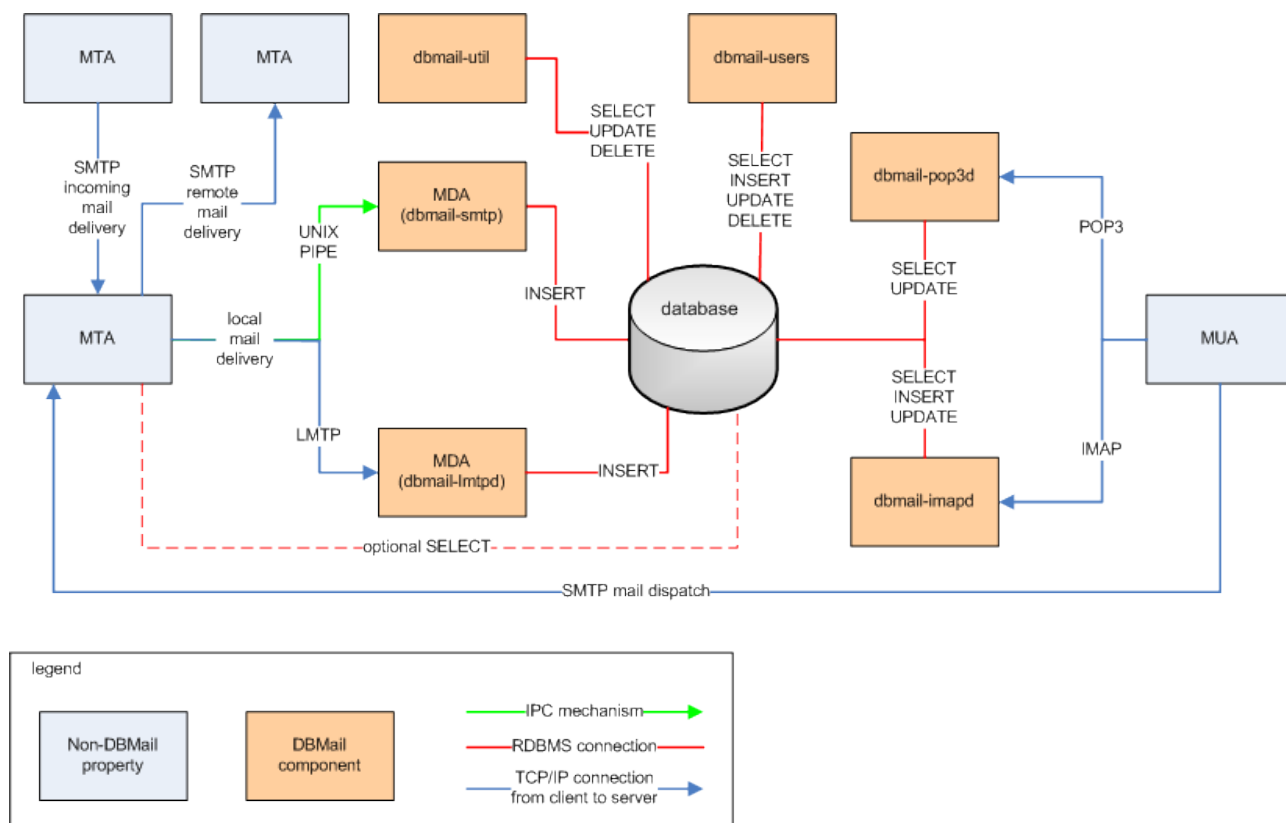 MTA
MTA
dbmail-util
dbmail-users
SELECT
UPDATE
DELETE
SELECT
INSERT
UPDATE
DELETE
SMTP
incoming
mail
delivery
SMTP
remote
mail
delivery
UNIX
PIPE
MDA
(dbmail-smtp)
dbmail-pop3d
POP3
INSERT
SELECT
UPDATE
database
MTA
local
mail
delivery
MUA
SELECT
INSERT
UPDATE
LMTP
MDA
(dbmail-lmtpd)
INSERT
IMAP
dbmail-imapd
optional SELECT
SMTP mail dispatch
legend
Non-DBMail
property
DBMail
component
IPC mechanism
RDBMS connection
TCP/IP connection
from client to server